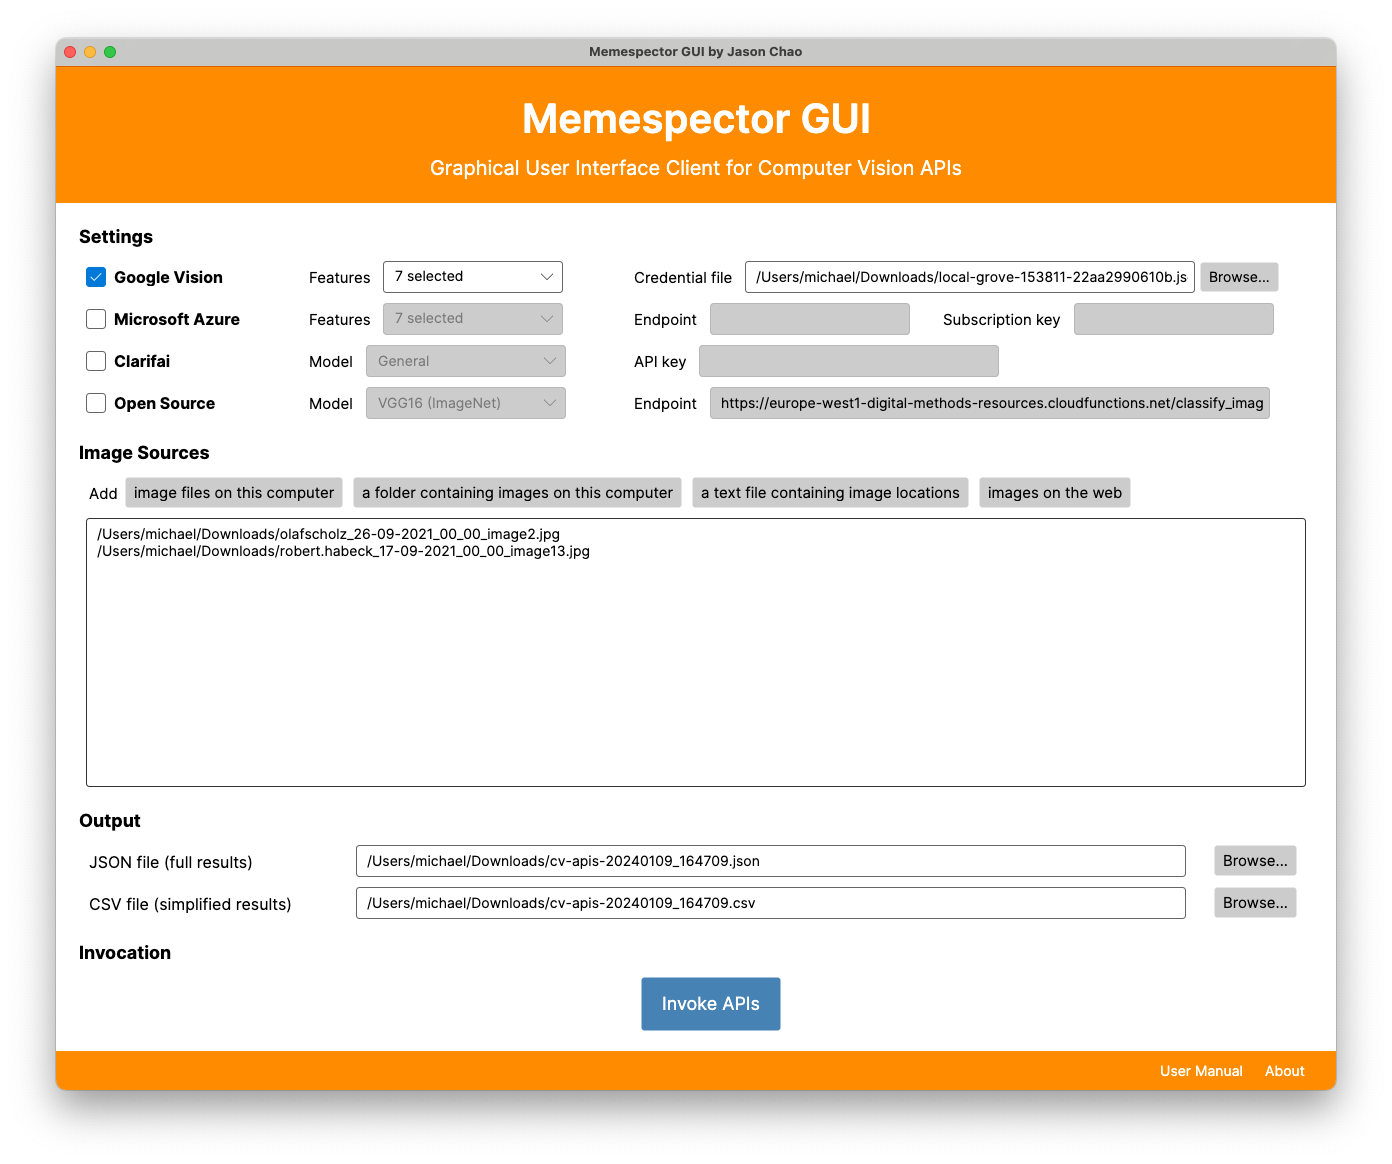 Memespector GUI by Jason Chao
Memespector GUI
Graphical User Interface Client for Computer Vision APIs
Settings
Google Vision Features 7 selected Credential file /Users/michael/Downloads/local-grove-153811-22aa2990610b.js Browse...
Microsoft Azure Features 7 selected Endpoint Subscription key
Clarifai Model General API key
Open Source Model VGG16 (ImageNet) Endpoint https://europe-west1-digital-methods-resources.cloudfunctions.net/classify_imag
Image Sources
Add image files on this computer a folder containing images on this computer a text file containing image locations images on the web
/Users/michael/Downloads/olafscholz_26-09-2021_00_00_image2.jpg
/Users/michael/Downloads/robert.habeck_17-09-2021_00_00_image13.jpg
Output
JSON file (full results) /Users/michael/Downloads/cv-apis-20240109_164709.json Browse...
CSV file (simplified results) /Users/michael/Downloads/cv-apis-20240109_164709.csv Browse...
Invocation
Invoke APIs
User Manual About